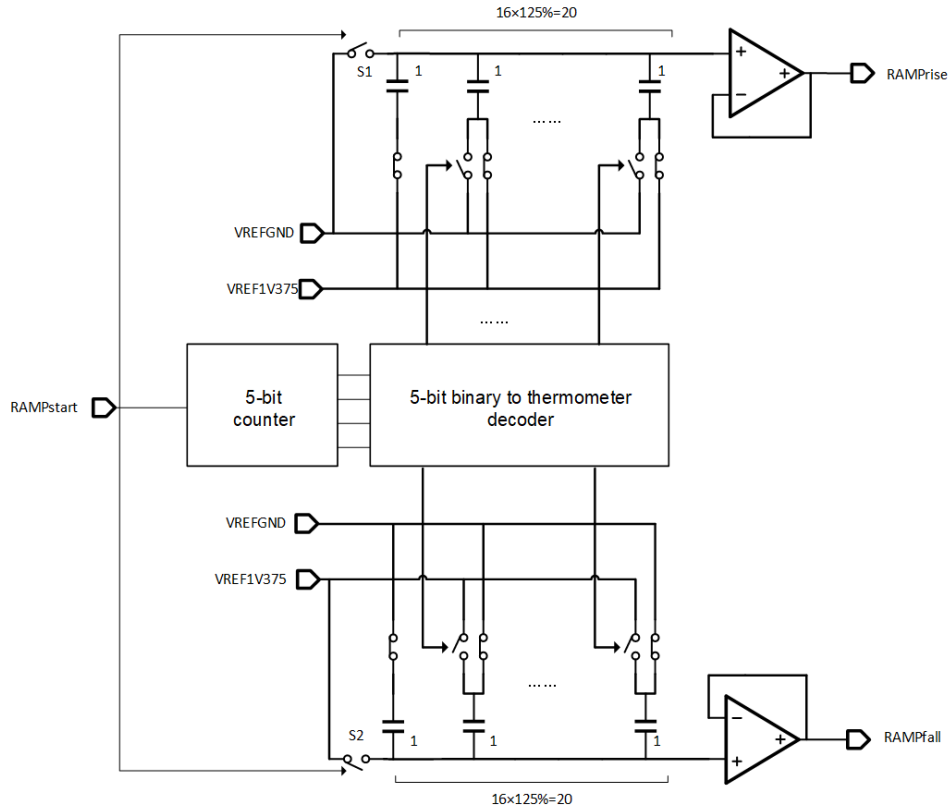 16×125%=20
S1
1
1
1
+
−
+
RAMPrise
......
VREFGND
VREF1V375
......
RAMPstart
5-bit
counter
5-bit binary to thermometer
decoder
VREFGND
VREF1V375
......
S2
1
1
1
−
+
+
RAMPfall
16×125%=20